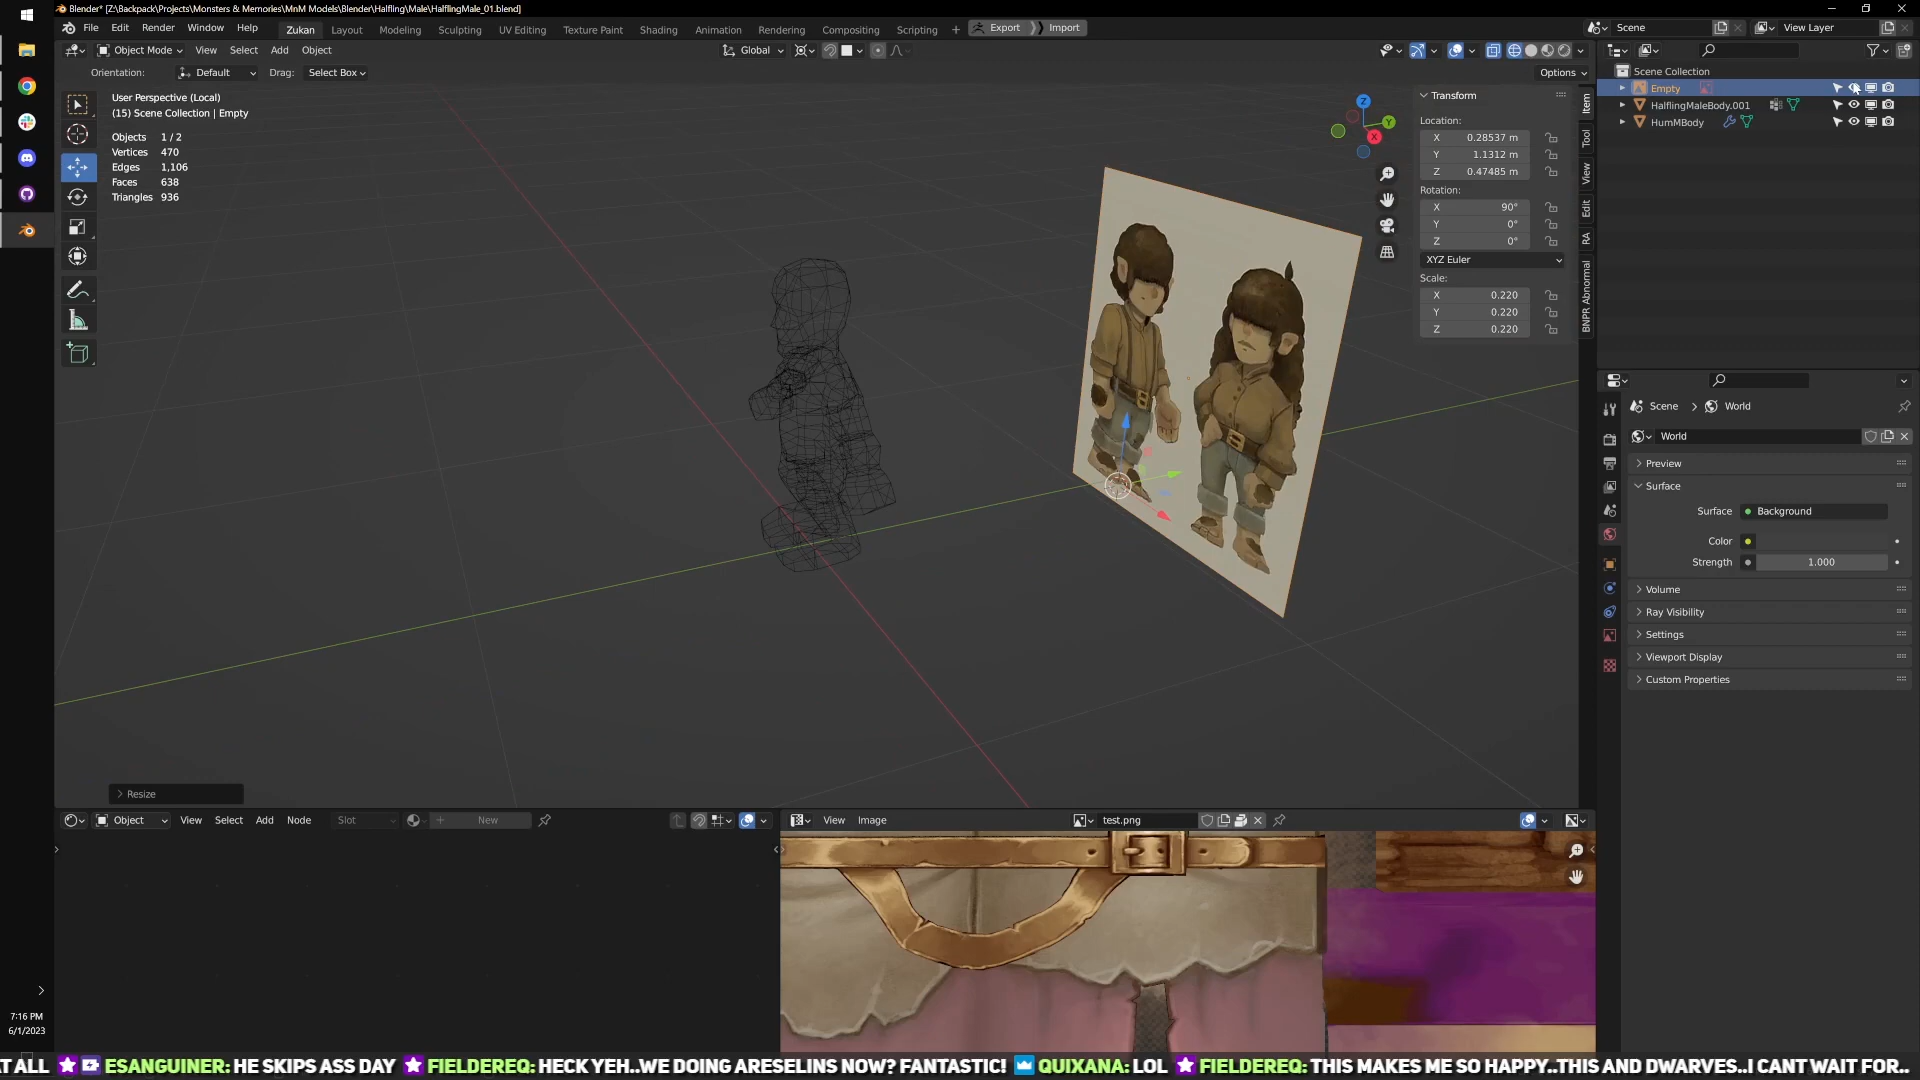 Blender* [Z:\Backpack\Projects\Monsters & Memories\MnM Models\Blender\Halfling\Male\HalflingMale_01.blend]
File Edit Render Window Help Zukan Layout Modeling Sculpting UV Editing Texture Paint Shading Animation Rendering Compositing Scripting + Export Import Scene View Layer
Object Mode View Select Add Object Global
Orientation: Default Drag: Select Box Options
User Perspective (Local)
(15) Scene Collection | Empty
Objects 1 / 2
Vertices 470
Edges 1,106
Faces 638
Triangles 936
Z
Y
X
Transform
Location:
X 0.28537 m
Y 1.1312 m
Z 0.47485 m
Rotation:
X 90°
Y 0°
Z 0°
XYZ Euler
Scale:
X 0.220
Y 0.220
Z 0.220
Item
Tool
View
Edit
RA
BNPR Abnormal
Scene Collection
Empty
HalflingMaleBody.001
HumMBody
Scene World
World
Preview
Surface
Surface Background
Color
Strength 1.000
Volume
Ray Visibility
Settings
Viewport Display
Custom Properties
Resize
Object View Select Add Node Slot New
View Image test.png
7:16 PM
6/1/2023
AT ALL ESANGUINER: HE SKIPS ASS DAY FIELDEREQ: HECK YEH..WE DOING ARESELINS NOW? FANTASTIC! QUIXANA: LOL FIELDEREQ: THIS MAKES ME SO HAPPY..THIS AND DWARVES..I CANT WAIT FOR..